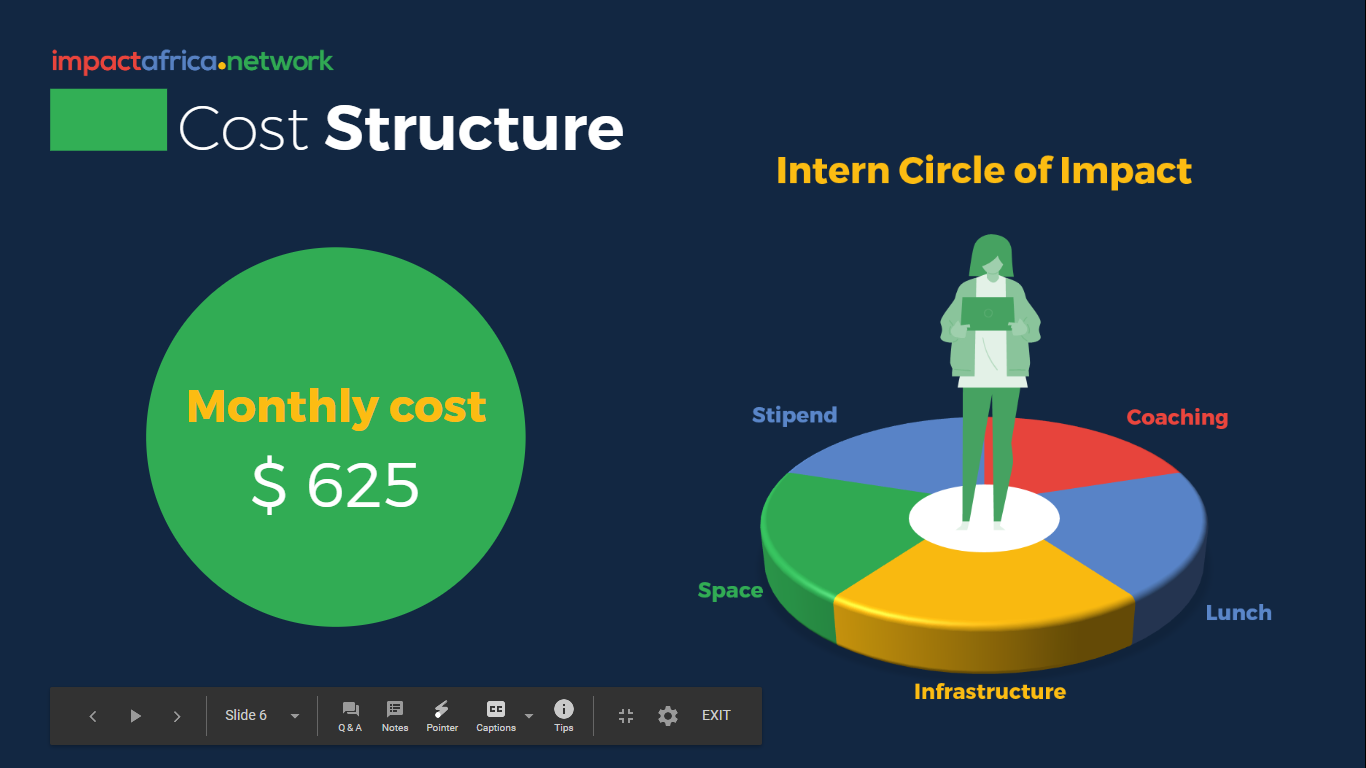 impactafrica.network
Cost Structure
Intern Circle of Impact
Monthly cost
$ 625
Stipend
Coaching
Space
Lunch
Infrastructure
Slide 6
Q & A
Notes
Pointer
CC
Captions
Tips
EXIT